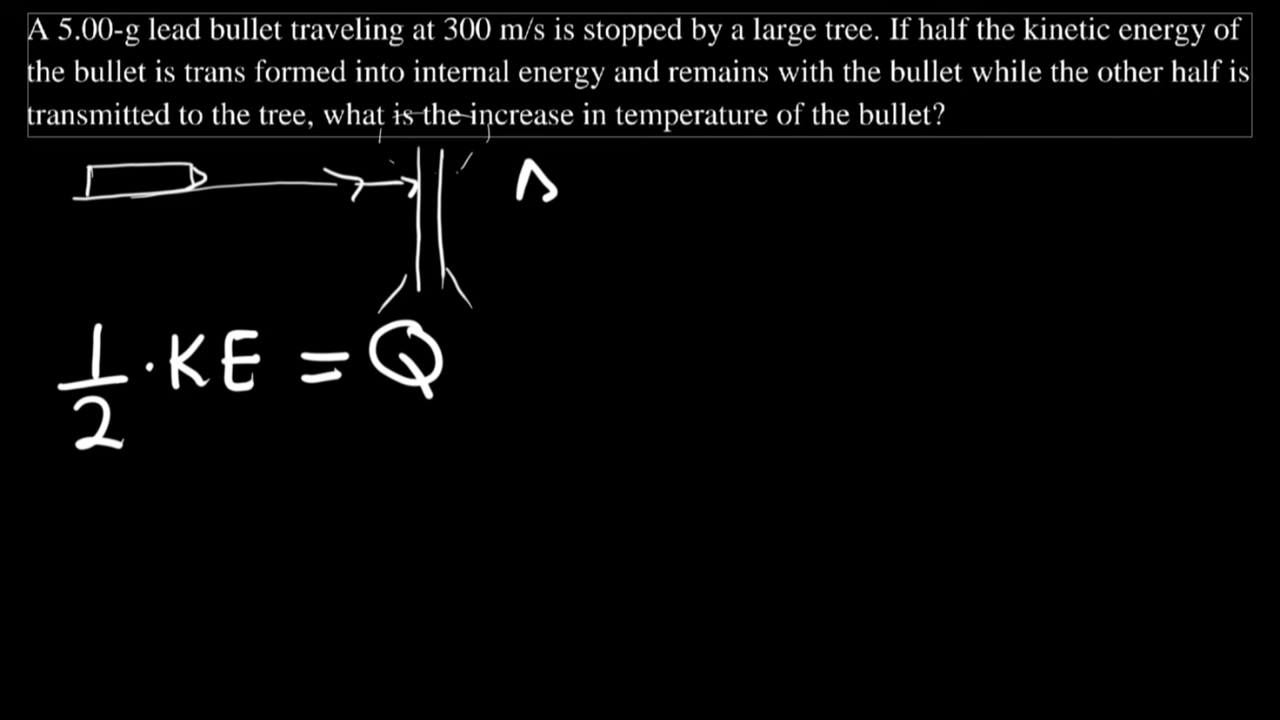 A 5.00-g lead bullet traveling at 300 m/s is stopped by a large tree. If half the kinetic energy of
the bullet is trans formed into internal energy and remains with the bullet while the other half is
transmitted to the tree, what is the increase in temperature of the bullet?
Δ
1/2 · KE = Q